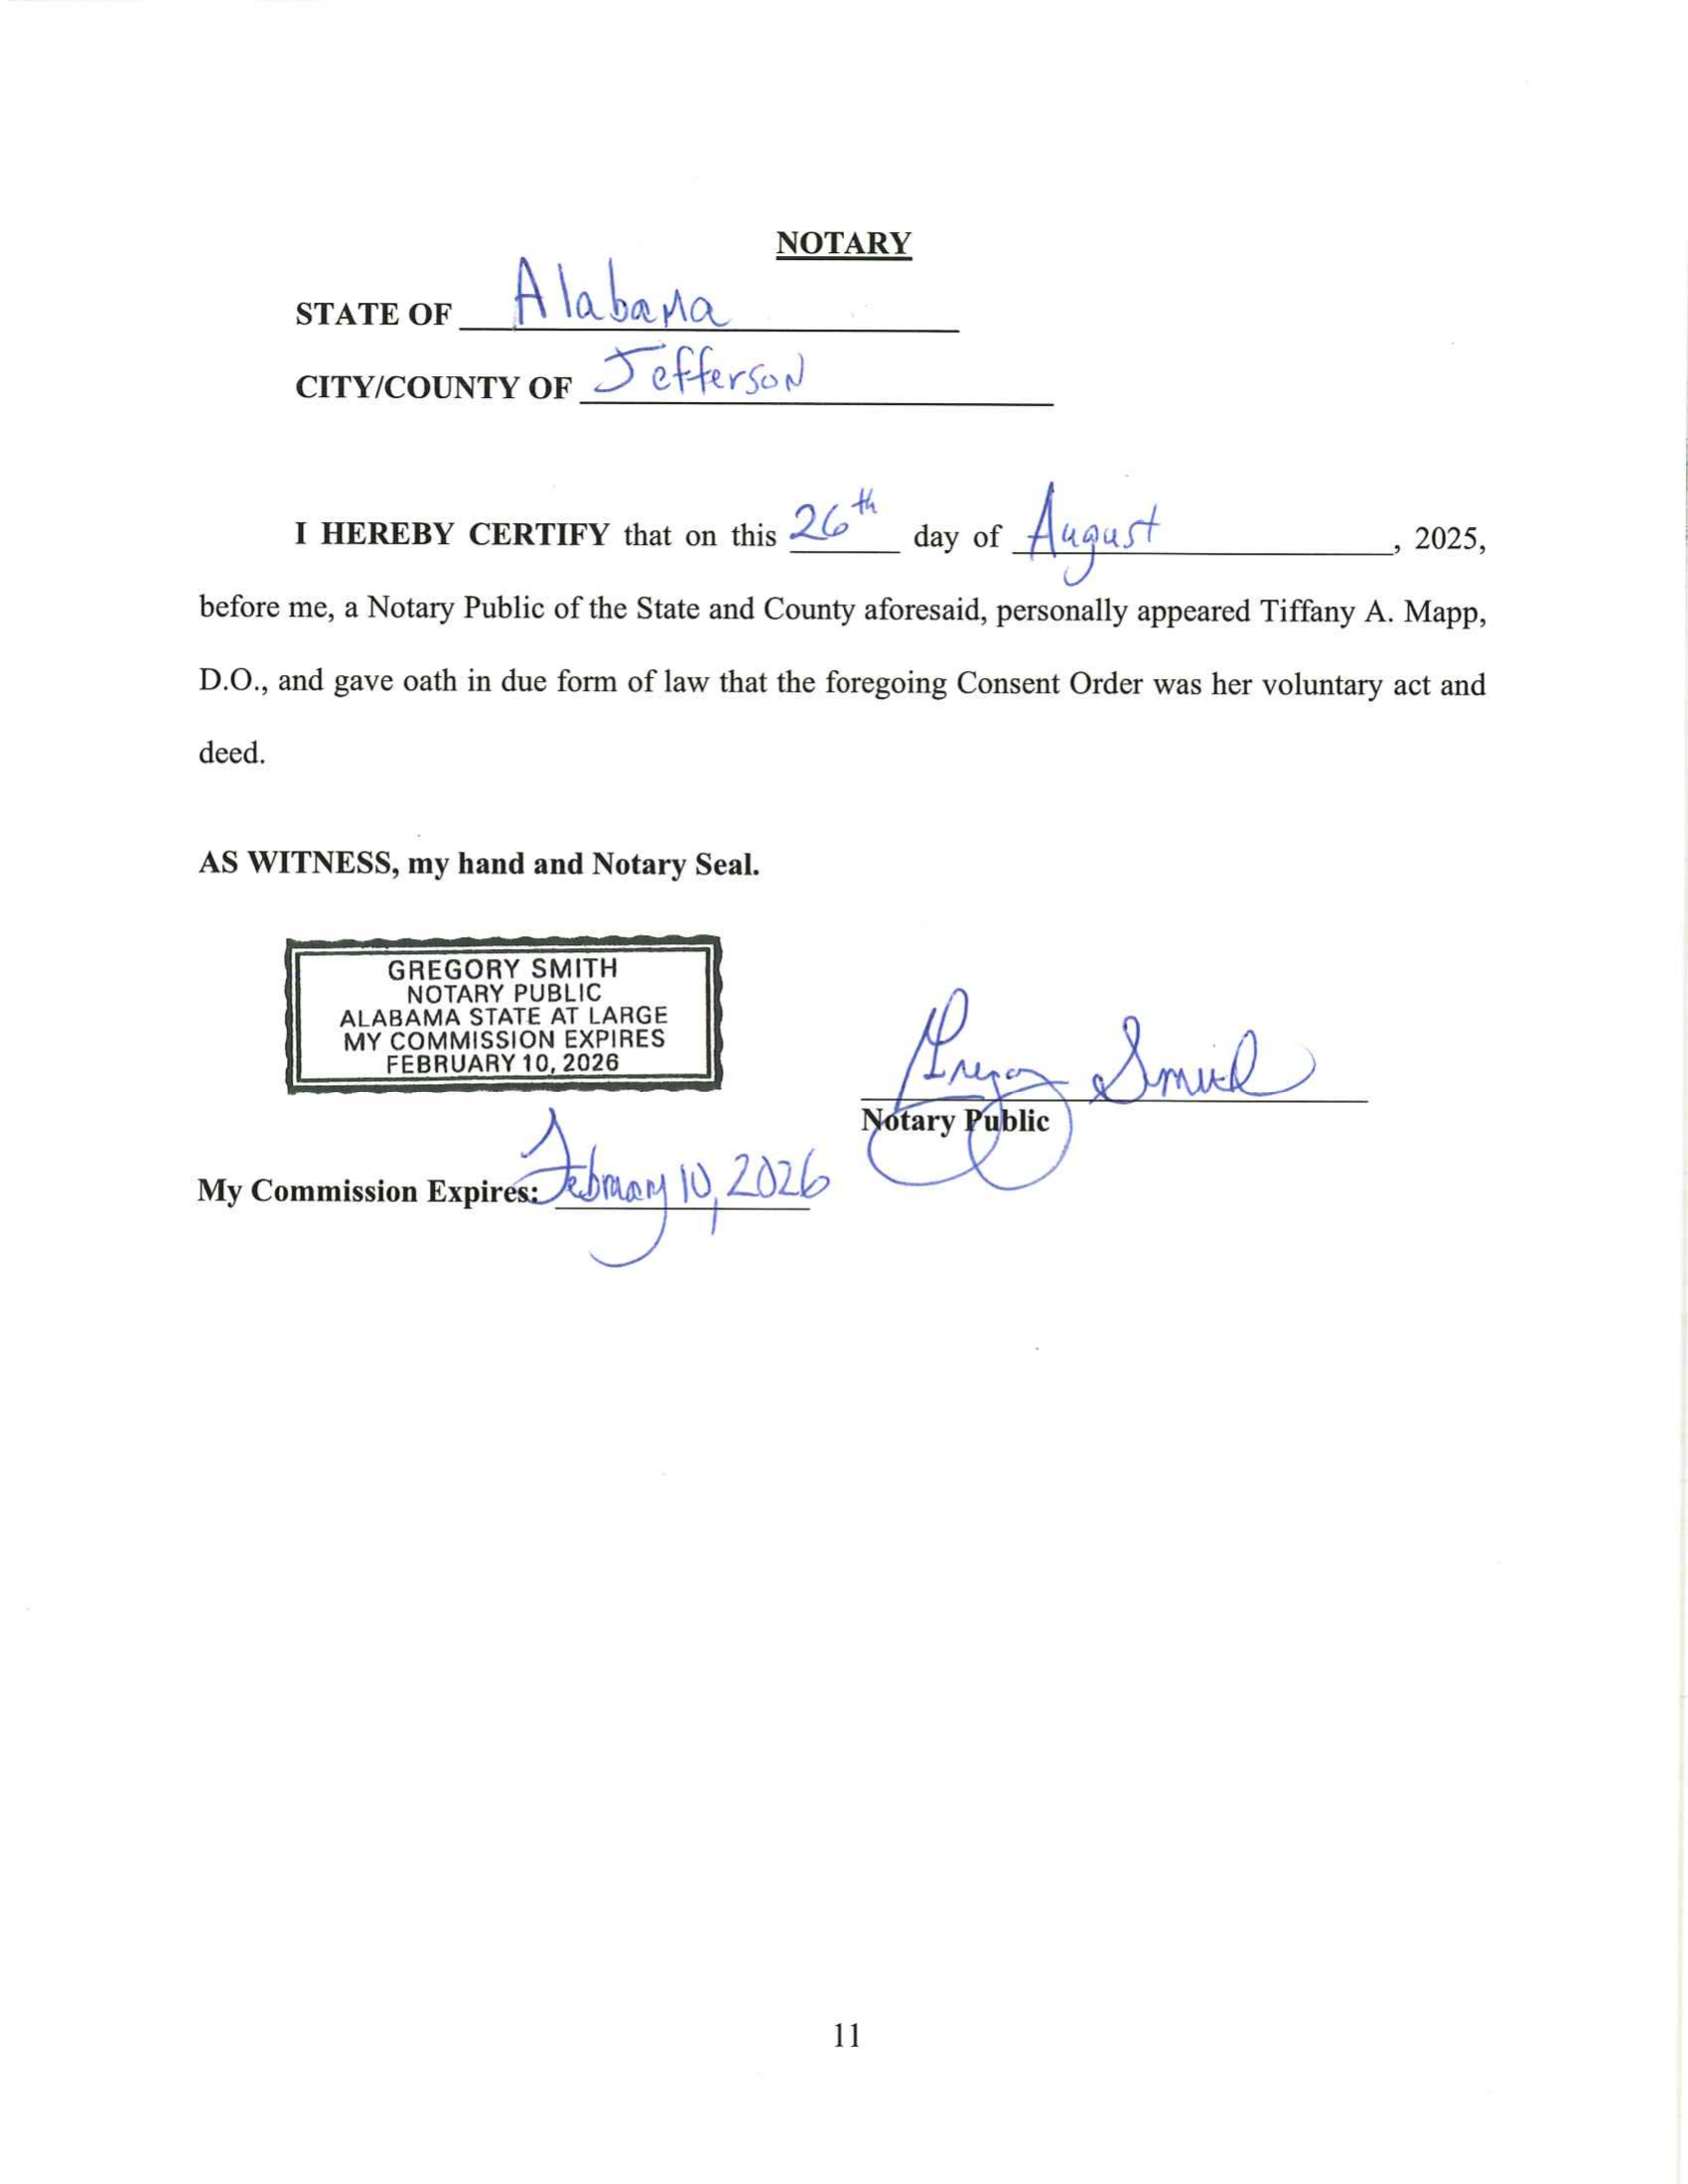 NOTARY
STATE OF Alabama
CITY/COUNTY OF Jefferson
I HEREBY CERTIFY that on this 26th day of August, 2025,
before me, a Notary Public of the State and County aforesaid, personally appeared Tiffany A. Mapp,
D.O., and gave oath in due form of law that the foregoing Consent Order was her voluntary act and
deed.
AS WITNESS, my hand and Notary Seal.
GREGORY SMITH
NOTARY PUBLIC
ALABAMA STATE AT LARGE
MY COMMISSION EXPIRES
FEBRUARY 10, 2026
Gregory Smith
Notary Public
My Commission Expires: February 10, 2026
11